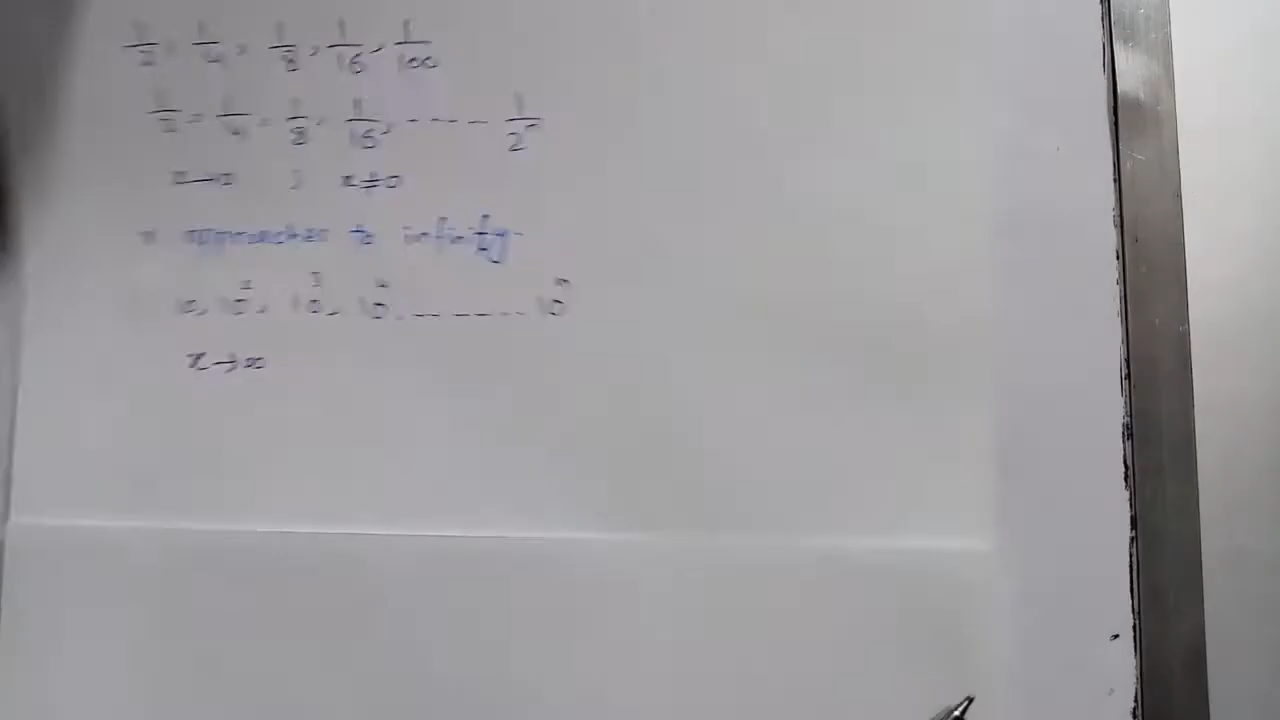 1/2, 1/4, 1/8, 1/16, 1/100
1/2, 1/4, 1/8, 1/16, ---- 1/2ⁿ
x→0 ; x≠0
x approaches to infinity
10, 10², 10³, 10⁴, ------- 10ⁿ
x→∞